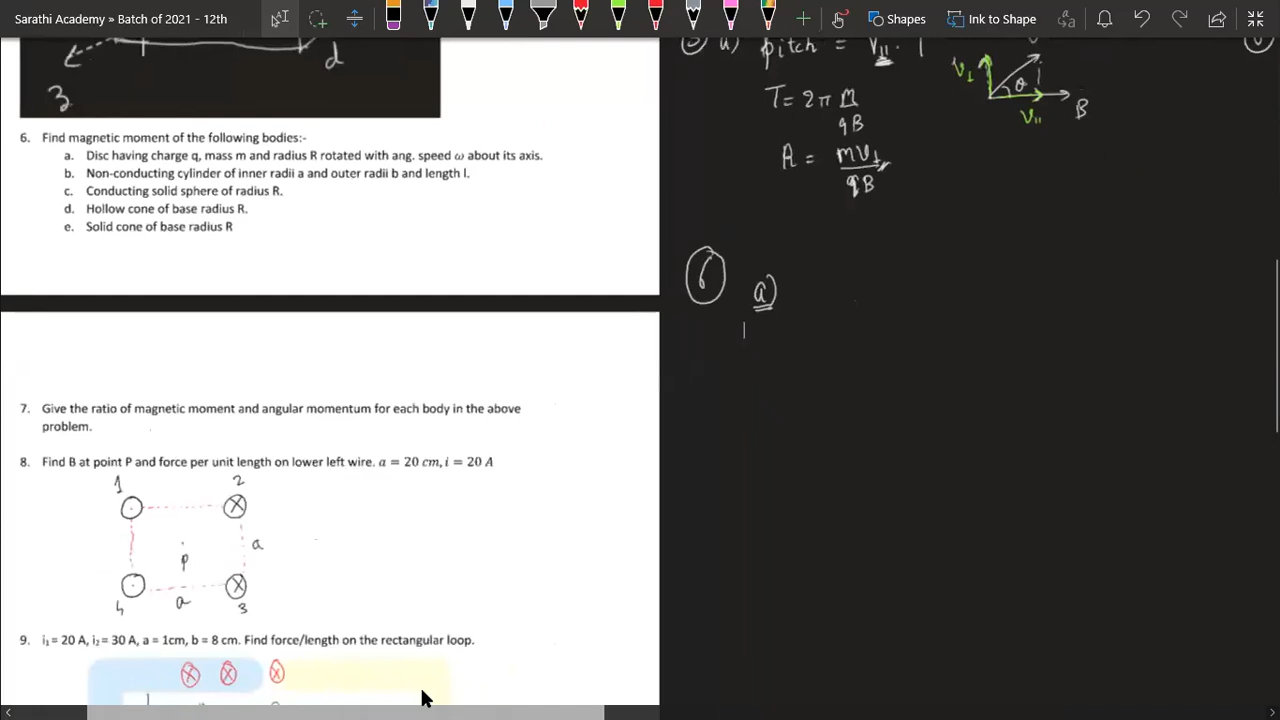 Sarathi Academy » Batch of 2021 - 12th
Shapes
Ink to Shape
d
3
6. Find magnetic moment of the following bodies:-
a. Disc having charge q, mass m and radius R rotated with ang. speed ω about its axis.
b. Non-conducting cylinder of inner radii a and outer radii b and length l.
c. Conducting solid sphere of radius R.
d. Hollow cone of base radius R.
e. Solid cone of base radius R
7. Give the ratio of magnetic moment and angular momentum for each body in the above
problem.
8. Find B at point P and force per unit length on lower left wire. a = 20 cm, i = 20 A
1 2
a
P
a
4 3
9. i₁ = 20 A, i₂ = 30 A, a = 1cm, b = 8 cm. Find force/length on the rectangular loop.
pitch = V||. T
T = 2π m
qB
R = mv⊥
qB
V⊥
θ
B
V||
6 a)